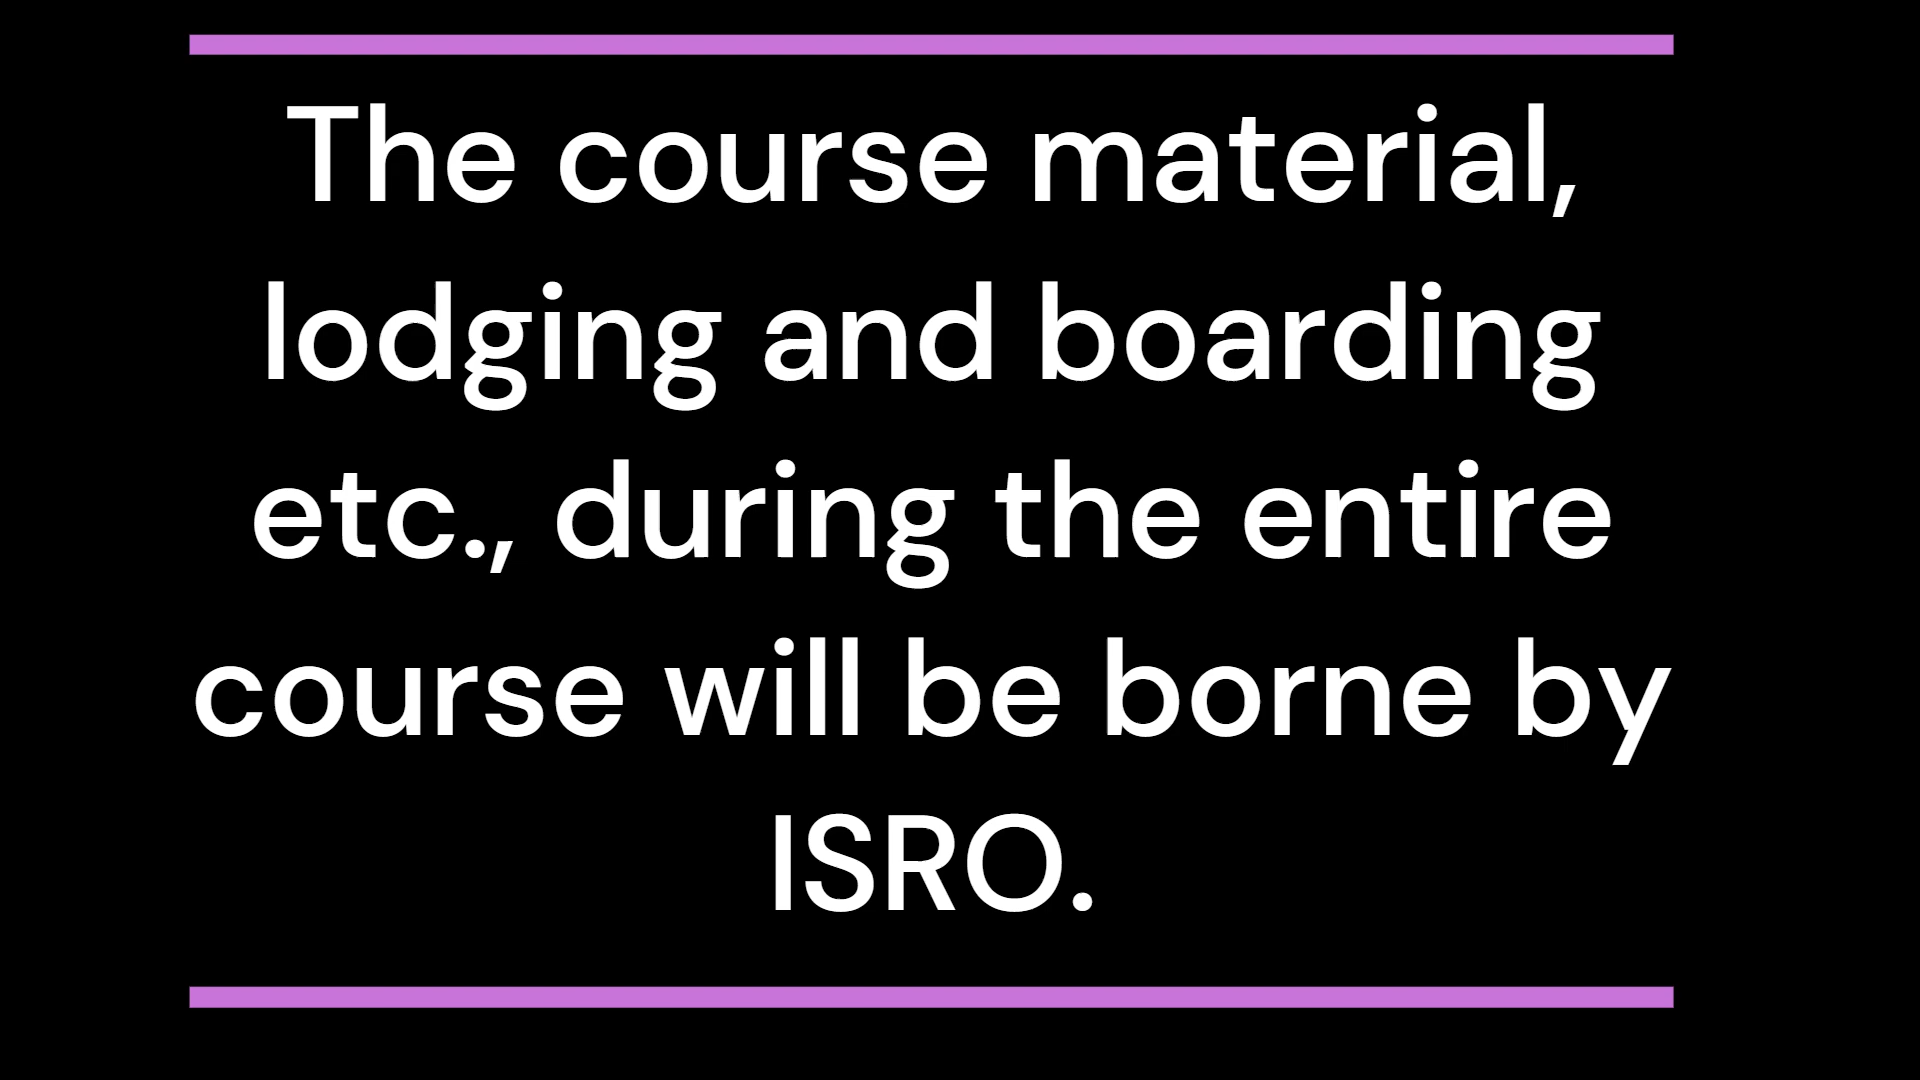 The course material,
lodging and boarding
etc., during the entire
course will be borne by
ISRO.